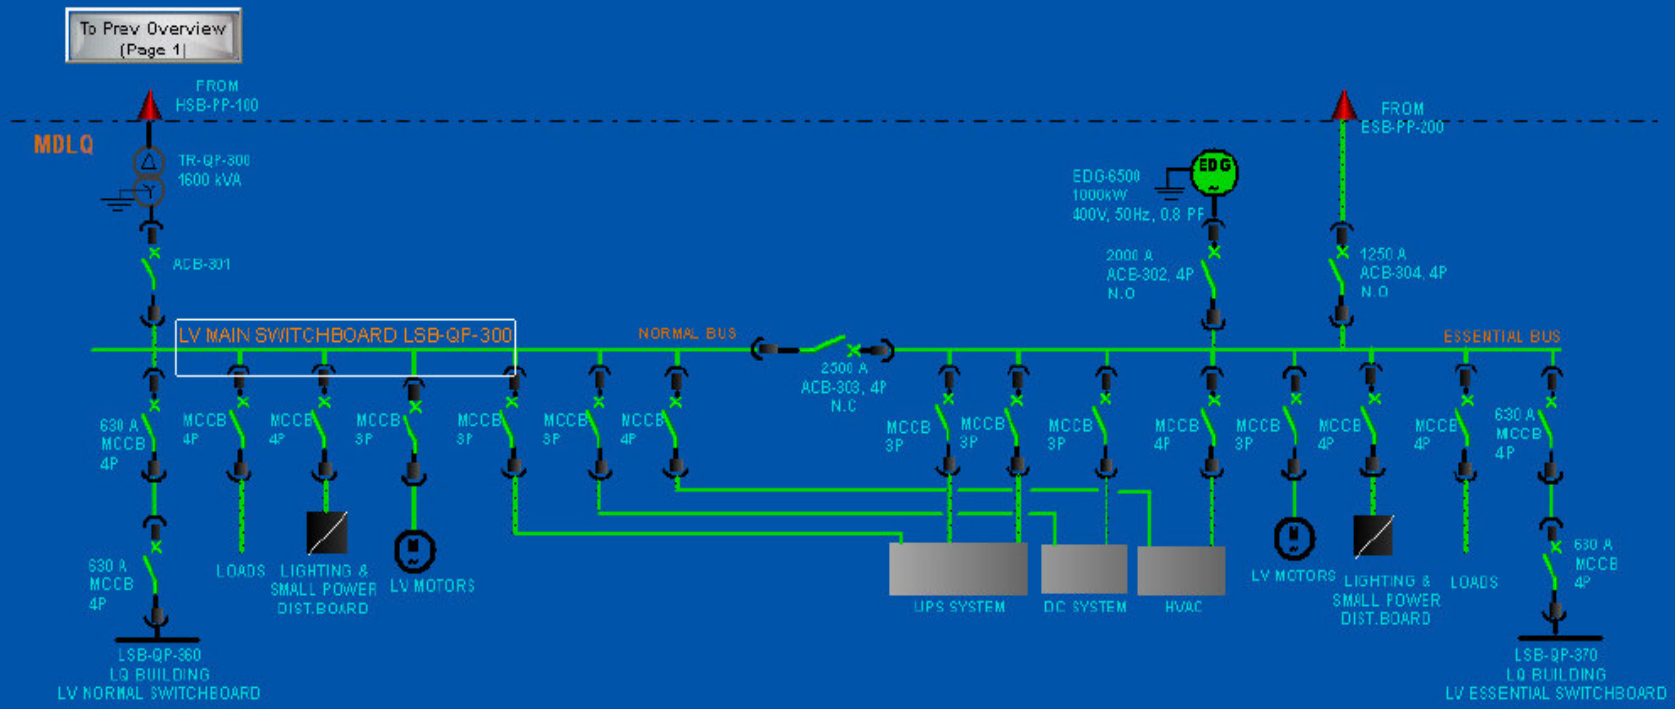 To Prev Overview
(Page 1)
FROM
HSB-PP-100
FROM
ESB-PP-200
MDLQ
TR-QP-300
1600 kVA
Δ
Y
EDG
~
EDG-6500
1000kW
400V, 50Hz, 0.8 PF
ACB-301
2000 A
ACB-302, 4P
N.O
1250 A
ACB-304, 4P
N.O
LV MAIN SWITCHBOARD LSB-QP-300
NORMAL BUS
ESSENTIAL BUS
2500 A
ACB-303, 4P
N.C
630 A
MCCB
4P
MCCB
4P
MCCB
4P
MCCB
3P
MCCB
3P
MCCB
3P
MCCB
4P
MCCB
3P
MCCB
3P
MCCB
3P
MCCB
4P
MCCB
3P
MCCB
4P
MCCB
4P
630 A
MCCB
4P
630 A
MCCB
4P
LOADS
LIGHTING &
SMALL POWER
DIST.BOARD
M
~
LV MOTORS
UPS SYSTEM
DC SYSTEM
HVAC
M
~
LV MOTORS
LIGHTING &
SMALL POWER
DIST.BOARD
LOADS
630 A
MCCB
4P
LSB-QP-360
LQ BUILDING
LV NORMAL SWITCHBOARD
LSB-QP-370
LQ BUILDING
LV ESSENTIAL SWITCHBOARD